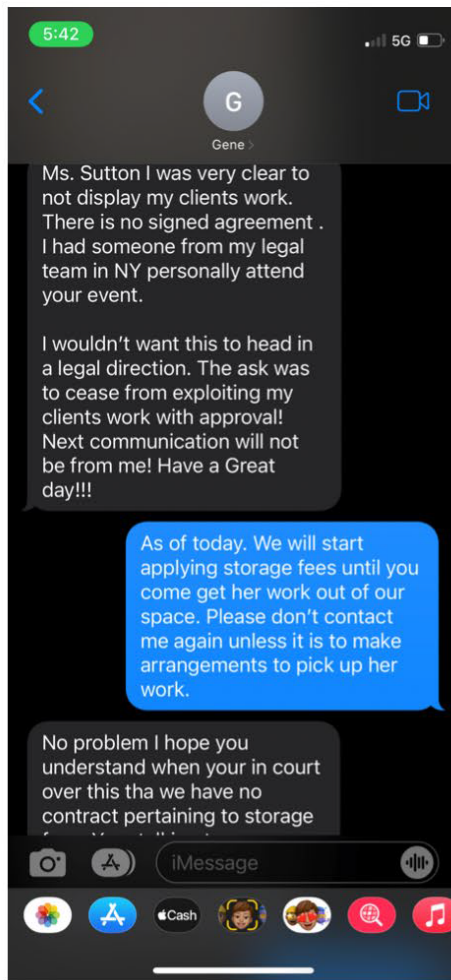 5:42
5G
G
Gene
Ms. Sutton I was very clear to
not display my clients work.
There is no signed agreement .
I had someone from my legal
team in NY personally attend
your event.
I wouldn't want this to head in
a legal direction. The ask was
to cease from exploiting my
clients work with approval!
Next communication will not
be from me! Have a Great
day!!!
As of today. We will start
applying storage fees until you
come get her work out of our
space. Please don't contact
me again unless it is to make
arrangements to pick up her
work.
No problem I hope you
understand when your in court
over this tha we have no
contract pertaining to storage
iMessage
Cash